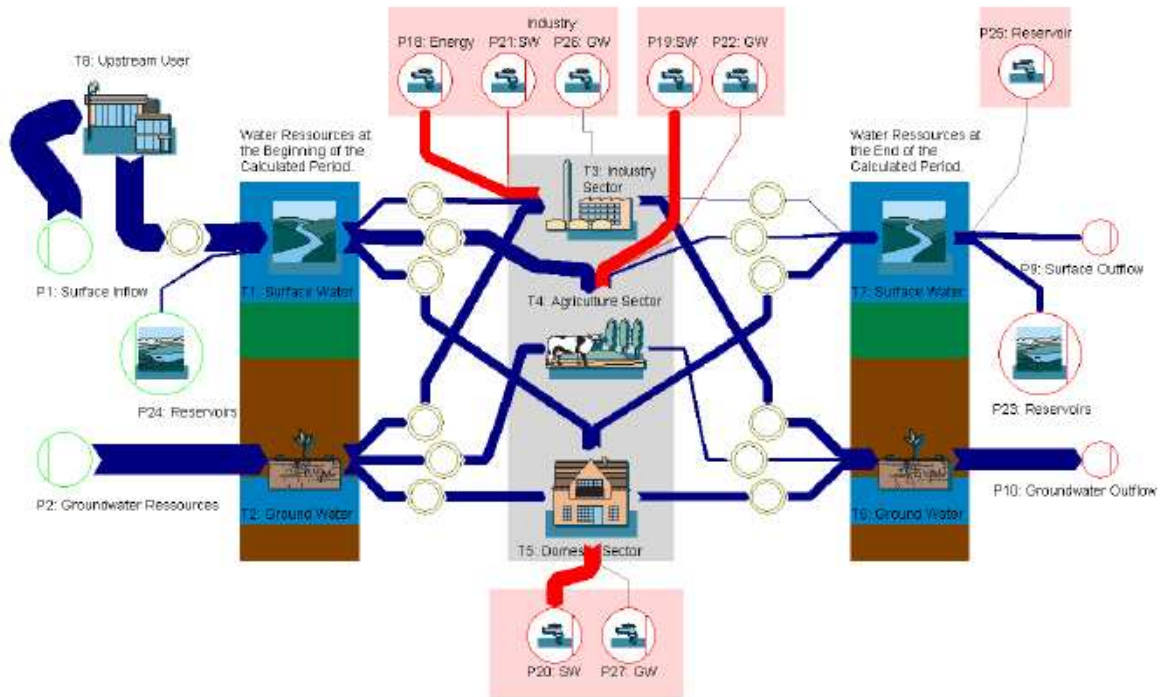 Industry
P18: Energy
P21:SW
P26: GW
P19:SW
P22: GW
P25: Reservoir
T8: Upstream User
Water Ressources at
the Beginning of the
Calculated Period.
Water Ressources at
the End of the
Calculated Period.
T3: Industry
Sector
P1: Surface Inflow
T1: Surface Water
T4: Agriculture Sector
T7: Surface Water
P9: Surface Outflow
P24: Reservoirs
P23: Reservoirs
P2: Groundwater Ressources
T2: Ground Water
T6: Ground Water
P10: Groundwater Outflow
T5: Domestic Sector
P20: SW
P27: GW